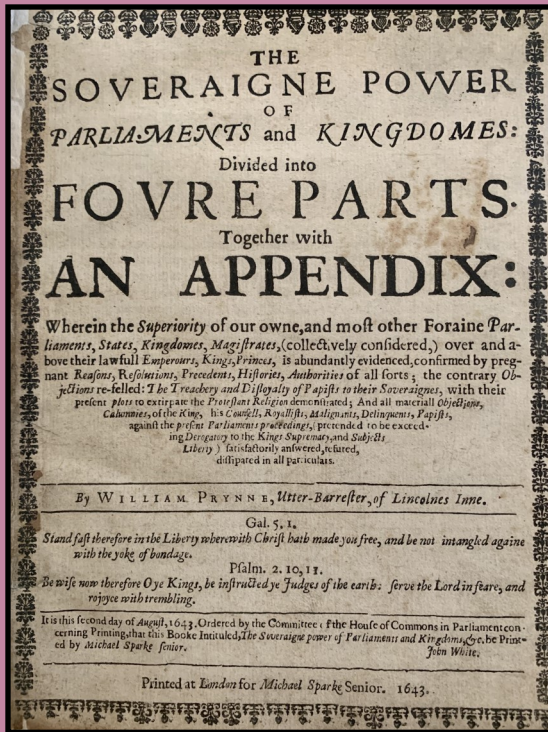 THE
SOVERAIGNE POWER
OF
PARLIAMENTS and KINGDOMES:
Divided into
FOVRE PARTS.
Together with
AN APPENDIX:
Wherein the Superiority of our owne, and most other Foraine Par-
liaments, States, Kingdomes, Magistrates, (collectively considered,) over and a-
bove their lawfull Emperours, Kings, Princes, is abundantly evidenced, confirmed by preg-
nant Reasons, Resolutions, Precedents, Histories, Authorities of all sorts; the contrary Ob-
jections re-felled: The Treachery and Disloyalty of Papists to their Soveraignes, with their
present plots to extirpate the Protestant Religion demonstrated; And all materiall Objections,
Calumnies, of the King, his Counsell, Royallists, Malignants, Delinquents, Papists,
against the present Parliaments proceedings, (pretended to be exceed-
ing Derogatory to the Kings Supremacy, and Subjects
Liberty) satisfactorily answered, refuted,
dissipated in all particulars.
By WILLIAM PRYNNE, Utter-Barrester, of Lincolnes Inne.
Gal. 5. 1.
Stand fast therefore in the Liberty wherewith Christ hath made you free, and be not intangled againe
with the yoke of bondage.
Psalm. 2. 10, 11.
Be wise now therefore O ye Kings, be instructed ye Judges of the earth: serve the Lord in feare, and
rejoyce with trembling.
It is this second day of August, 1643. Ordered by the Committee of the House of Commons in Parliament con-
cerning Printing, that this Booke Intituled, The Soveraigne power of Parliaments and Kingdoms, &c. be Print-
ed by Michael Sparke senior.
John White.
Printed at London for Michael Sparke Senior. 1643.